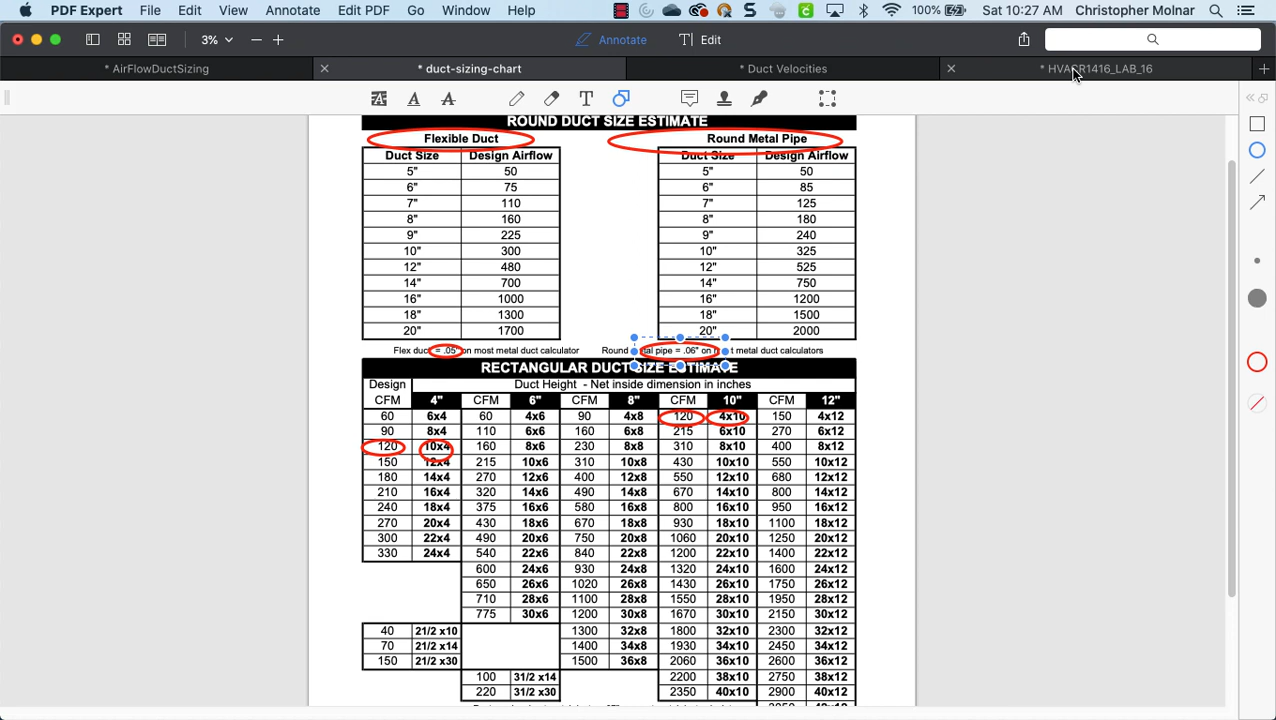 PDF Expert File Edit View Annotate Edit PDF Go Window Help 100% Sat 10:27 AM Christopher Molnar
3% Annotate Edit
* AirFlowDuctSizing * duct-sizing-chart * Duct Velocities * HVACR1416_LAB_16
ROUND DUCT SIZE ESTIMATE
Flexible Duct Round Metal Pipe
Duct Size Design Airflow Duct Size Design Airflow
5" 50 5" 50
6" 75 6" 85
7" 110 7" 125
8" 160 8" 180
9" 225 9" 240
10" 300 10" 325
12" 480 12" 525
14" 700 14" 750
16" 1000 16" 1200
18" 1300 18" 1500
20" 1700 20" 2000
Flex duct = .05" on most metal duct calculator Round metal pipe = .06" on most metal duct calculators
RECTANGULAR DUCT SIZE ESTIMATE
Design Duct Height - Net inside dimension in inches
CFM 4" CFM 6" CFM 8" CFM 10" CFM 12"
60 6x4 60 4x6 90 4x8 120 4x10 150 4x12
90 8x4 110 6x6 160 6x8 215 6x10 270 6x12
120 10x4 160 8x6 230 8x8 310 8x10 400 8x12
150 12x4 215 10x6 310 10x8 430 10x10 550 10x12
180 14x4 270 12x6 400 12x8 550 12x10 680 12x12
210 16x4 320 14x6 490 14x8 670 14x10 800 14x12
240 18x4 375 16x6 580 16x8 800 16x10 950 16x12
270 20x4 430 18x6 670 18x8 930 18x10 1100 18x12
300 22x4 490 20x6 750 20x8 1060 20x10 1250 20x12
330 24x4 540 22x6 840 22x8 1200 22x10 1400 22x12
600 24x6 930 24x8 1320 24x10 1600 24x12
650 26x6 1020 26x8 1430 26x10 1750 26x12
710 28x6 1100 28x8 1550 28x10 1950 28x12
775 30x6 1200 30x8 1670 30x10 2150 30x12
40 21/2 x10 1300 32x8 1800 32x10 2300 32x12
70 21/2 x14 1400 34x8 1930 34x10 2450 34x12
150 21/2 x30 1500 36x8 2060 36x10 2600 36x12
100 31/2 x14 2200 38x10 2750 38x12
220 31/2 x30 2350 40x10 2900 40x12